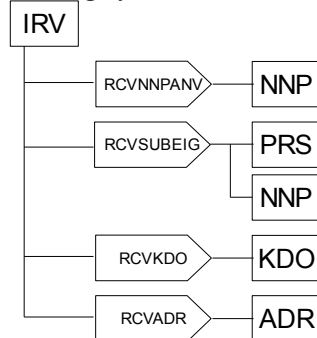 IRV
RCVNNPANV NNP
RCVSUBEIG PRS
NNP
RCVKDO KDO
RCVADR ADR